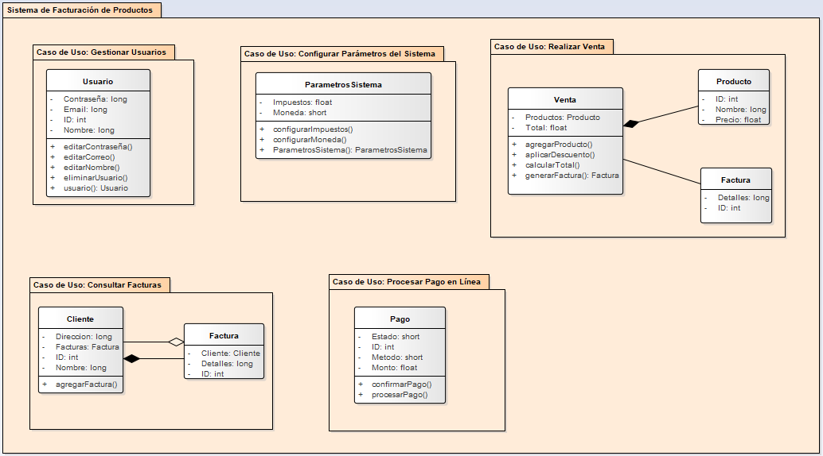 Sistema de Facturación de Productos
Caso de Uso: Gestionar Usuarios
Usuario
- Contraseña: long
- Email: long
- ID: int
- Nombre: long
+ editarContraseña()
+ editarCorreo()
+ editarNombre()
+ eliminarUsuario()
+ usuario(): Usuario
Caso de Uso: Configurar Parámetros del Sistema
ParametrosSistema
- Impuestos: float
- Moneda: short
+ configurarImpuestos()
+ configurarMoneda()
+ ParametrosSistema(): ParametrosSistema
Caso de Uso: Realizar Venta
Venta
- Productos: Producto
- Total: float
+ agregarProducto()
+ aplicarDescuento()
+ calcularTotal()
+ generarFactura(): Factura
Producto
- ID: int
- Nombre: long
- Precio: float
Factura
- Detalles: long
- ID: int
Caso de Uso: Consultar Facturas
Cliente
- Direccion: long
- Facturas: Factura
- ID: int
- Nombre: long
+ agregarFactura()
Factura
- Cliente: Cliente
- Detalles: long
- ID: int
Caso de Uso: Procesar Pago en Línea
Pago
- Estado: short
- ID: int
- Metodo: short
- Monto: float
+ confirmarPago()
+ procesarPago()